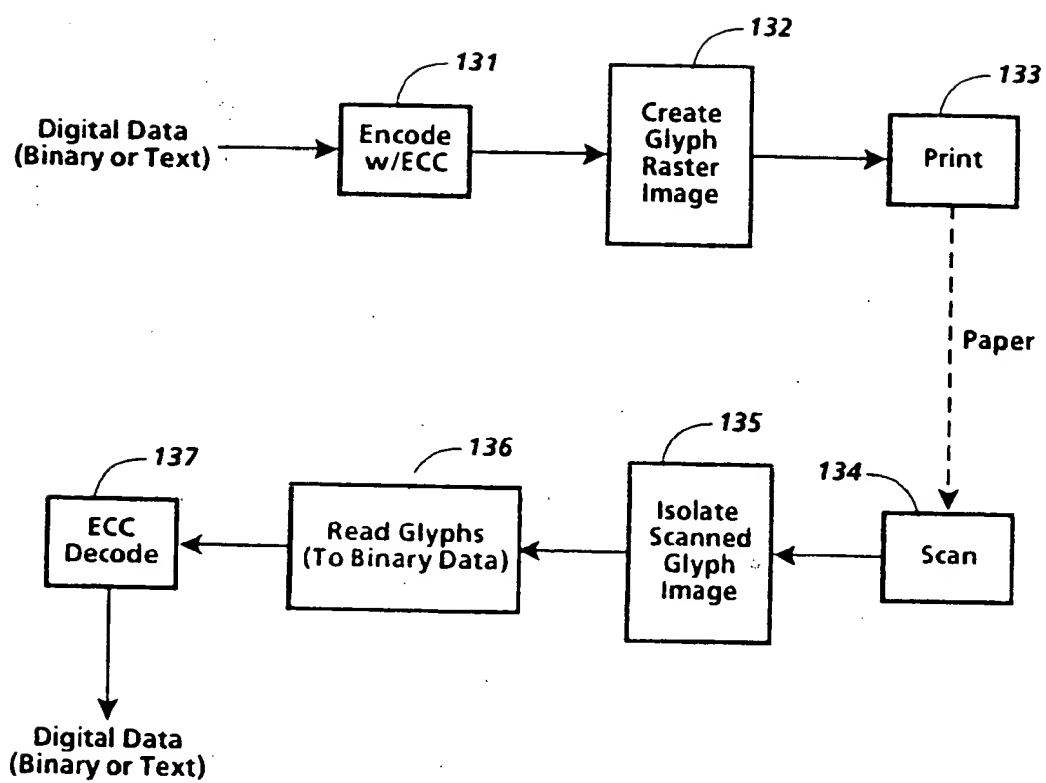 131
132
133
Digital Data
(Binary or Text)
Encode
w/ECC
Create
Glyph
Raster
Image
Print
Paper
137
136
135
134
ECC
Decode
Read Glyphs
(To Binary Data)
Isolate
Scanned
Glyph
Image
Scan
Digital Data
(Binary or Text)